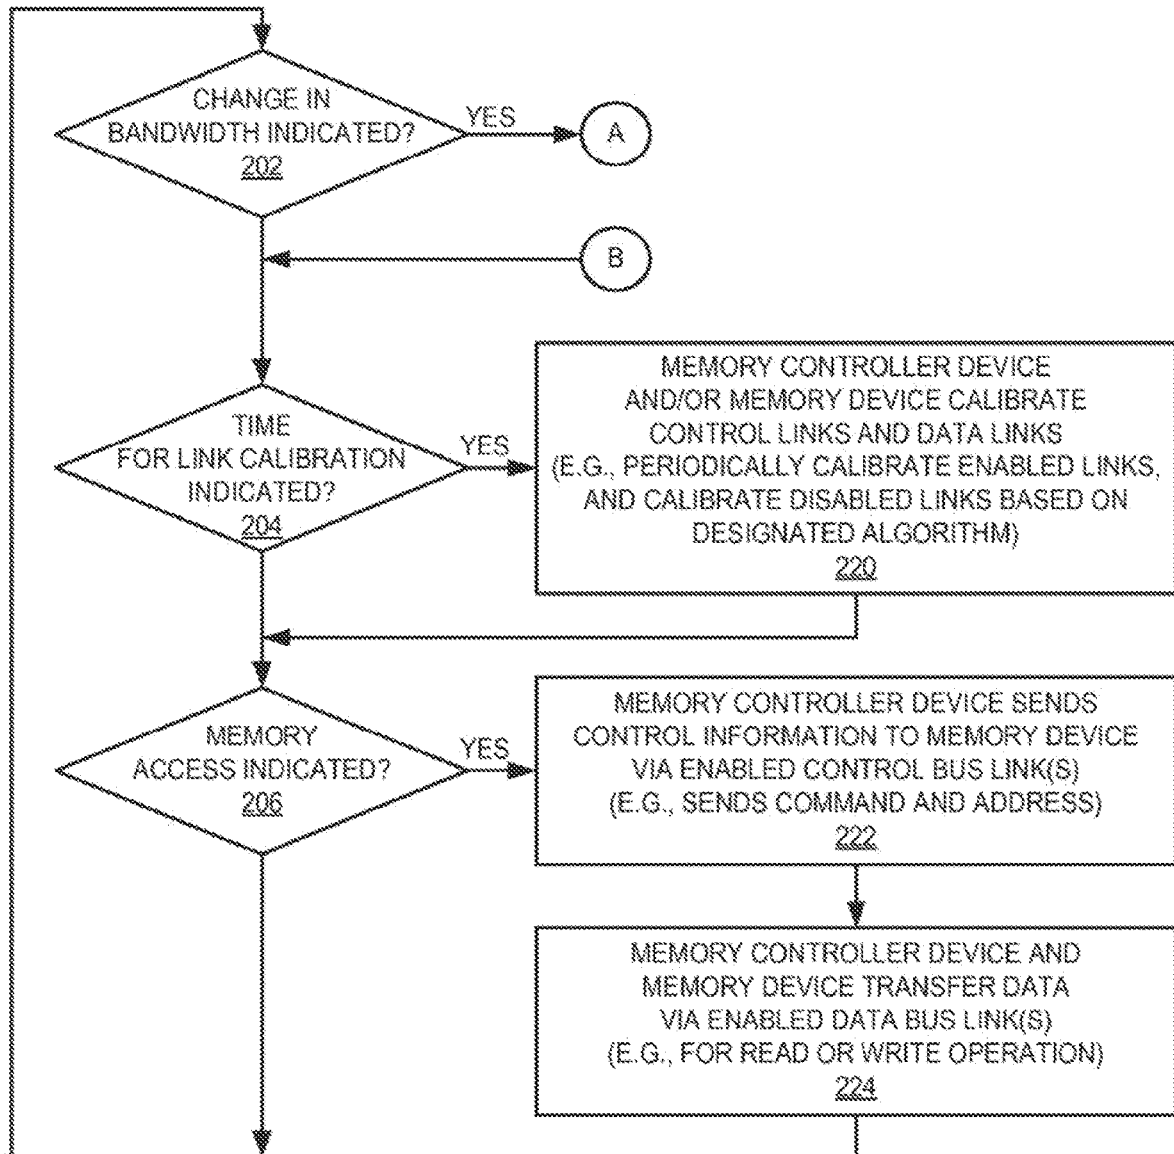 CHANGE IN
BANDWIDTH INDICATED?
202
YES
A
B
TIME
FOR LINK CALIBRATION
INDICATED?
204
YES
MEMORY CONTROLLER DEVICE
AND/OR MEMORY DEVICE CALIBRATE
CONTROL LINKS AND DATA LINKS
(E.G., PERIODICALLY CALIBRATE ENABLED LINKS,
AND CALIBRATE DISABLED LINKS BASED ON
DESIGNATED ALGORITHM)
220
MEMORY
ACCESS INDICATED?
206
YES
MEMORY CONTROLLER DEVICE SENDS
CONTROL INFORMATION TO MEMORY DEVICE
VIA ENABLED CONTROL BUS LINK(S)
(E.G., SENDS COMMAND AND ADDRESS)
222
MEMORY CONTROLLER DEVICE AND
MEMORY DEVICE TRANSFER DATA
VIA ENABLED DATA BUS LINK(S)
(E.G., FOR READ OR WRITE OPERATION)
224